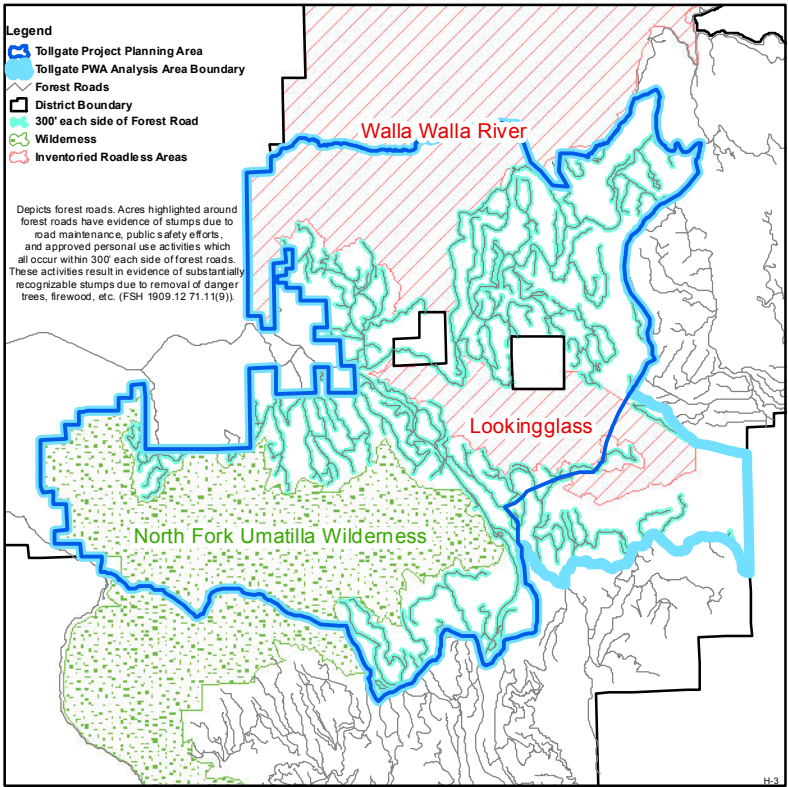 Legend
Tollgate Project Planning Area
Tollgate PWA Analysis Area Boundary
Forest Roads
District Boundary
300' each side of Forest Road
Wilderness
Inventoried Roadless Areas
Depicts forest roads. Acres highlighted around
forest roads have evidence of stumps due to
road maintenance, public safety efforts,
and approved personal use activities which
all occur within 300' each side of forest roads.
These activities result in evidence of substantially
recognizable stumps due to removal of danger
trees, firewood, etc. (FSH 1909.12 71.11(9)).
Walla Walla River
Lookingglass
North Fork Umatilla Wilderness
H-3